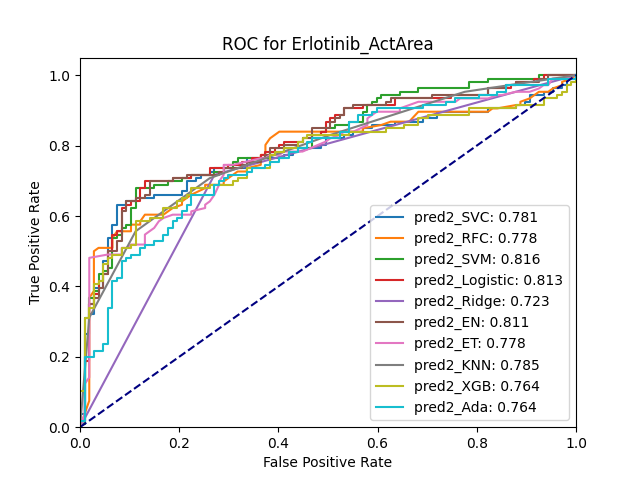 ROC for Erlotinib_ActArea
True Positive Rate
1.0
0.8
0.6
0.4
0.2
0.0
pred2_SVC: 0.781
pred2_RFC: 0.778
pred2_SVM: 0.816
pred2_Logistic: 0.813
pred2_Ridge: 0.723
pred2_EN: 0.811
pred2_ET: 0.778
pred2_KNN: 0.785
pred2_XGB: 0.764
pred2_Ada: 0.764
0.0 0.2 0.4 0.6 0.8 1.0
False Positive Rate